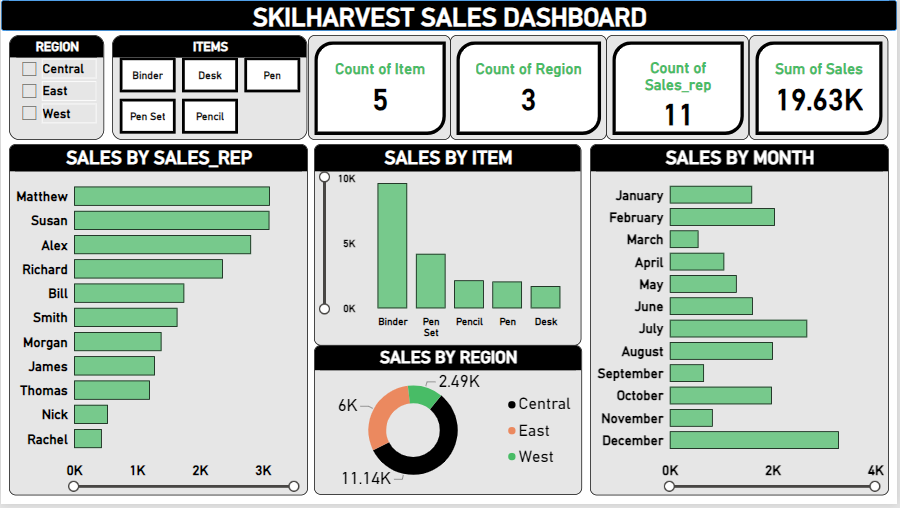 SKILHARVEST SALES DASHBOARD
REGION
Central
East
West
ITEMS
Binder
Desk
Pen
Pen Set
Pencil
Count of Item
5
Count of Region
3
Count of
Sales_rep
11
Sum of Sales
19.63K
SALES BY SALES_REP
Matthew
Susan
Alex
Richard
Bill
Smith
Morgan
James
Thomas
Nick
Rachel
0K 1K 2K 3K
SALES BY ITEM
10K
5K
0K
Binder Pen Pencil Pen Desk
Set
SALES BY REGION
2.49K
6K
11.14K
Central
East
West
SALES BY MONTH
January
February
March
April
May
June
July
August
September
October
November
December
0K 2K 4K